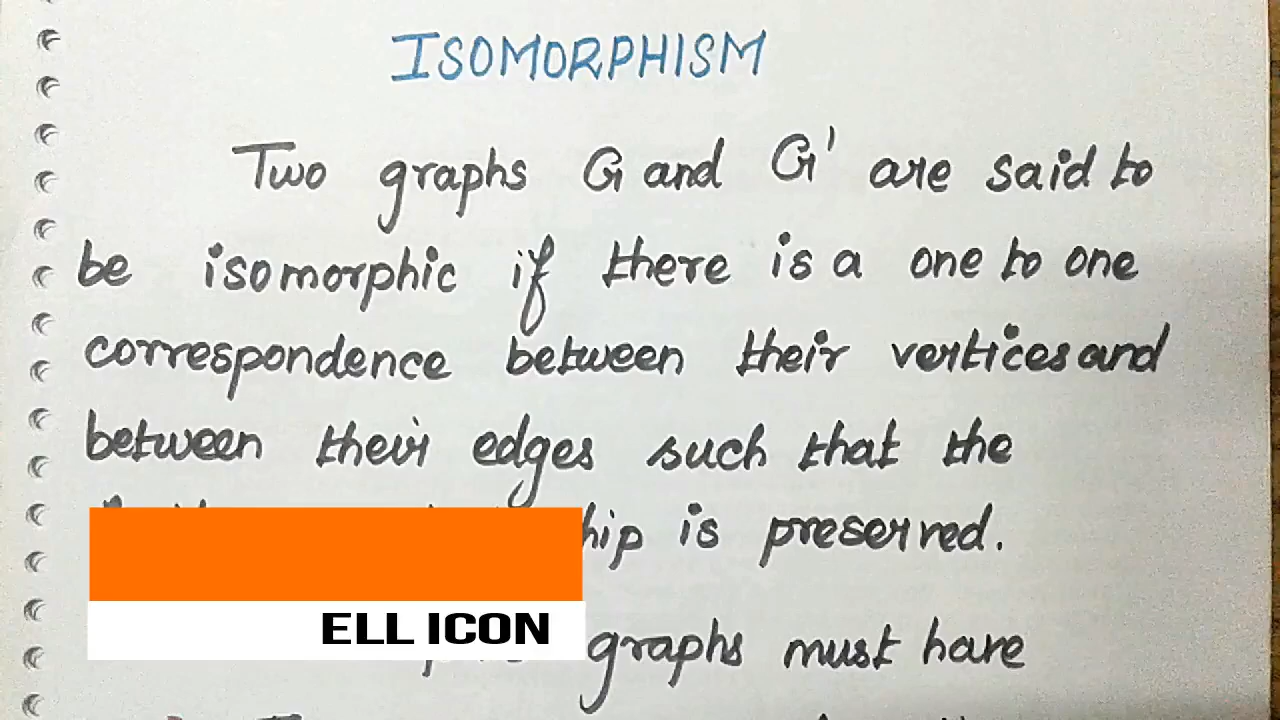 ISOMORPHISM
Two graphs G and G' are said to
be isomorphic if there is a one to one
correspondence between their vertices and
between their edges such that the
is preserved.
ELL ICON
graphs must have